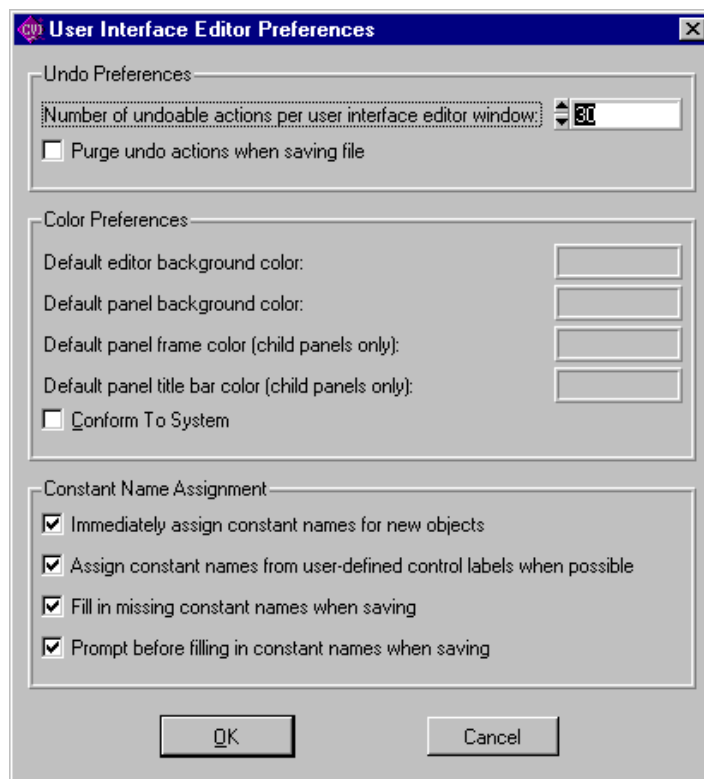 CVI User Interface Editor Preferences
Undo Preferences
Number of undoable actions per user interface editor window: 30
Purge undo actions when saving file
Color Preferences
Default editor background color:
Default panel background color:
Default panel frame color (child panels only):
Default panel title bar color (child panels only):
Conform To System
Constant Name Assignment
Immediately assign constant names for new objects
Assign constant names from user-defined control labels when possible
Fill in missing constant names when saving
Prompt before filling in constant names when saving
OK Cancel